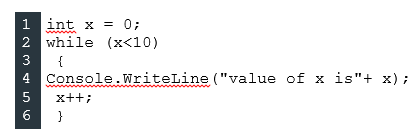 1 int x = 0;
2 while (x<10)
3 {
4 Console.WriteLine("value of x is"+ x);
5 x++;
6 }